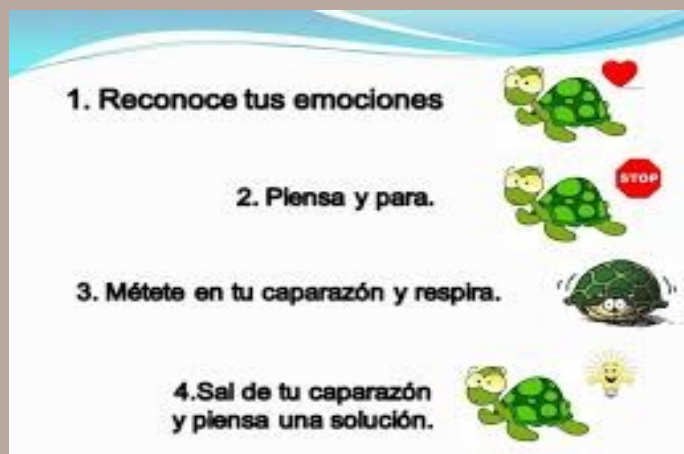 1. Reconoce tus emociones
2. Piensa y para.
STOP
3. Métete en tu caparazón y respira.
4.Sal de tu caparazón
y piensa una solución.